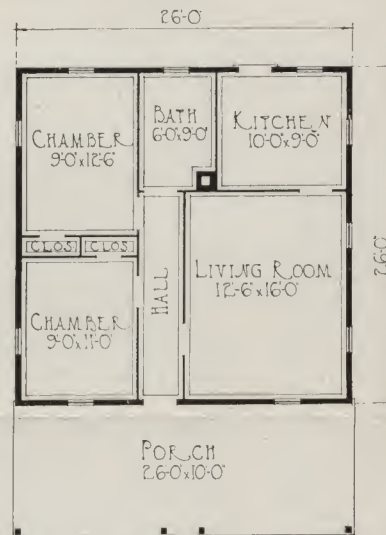 26'-0"
BATH
6'-0"x9'-0"
KITCHEN
10'-0"x9'-0"
CHAMBER
9'-0"x12'-6"
CLOS
CLOS
LIVING ROOM
12'-6"x16'-0"
26'-0"
HALL
CHAMBER
9'-0"x11'-0"
PORCH
26'-0"x10'-0"